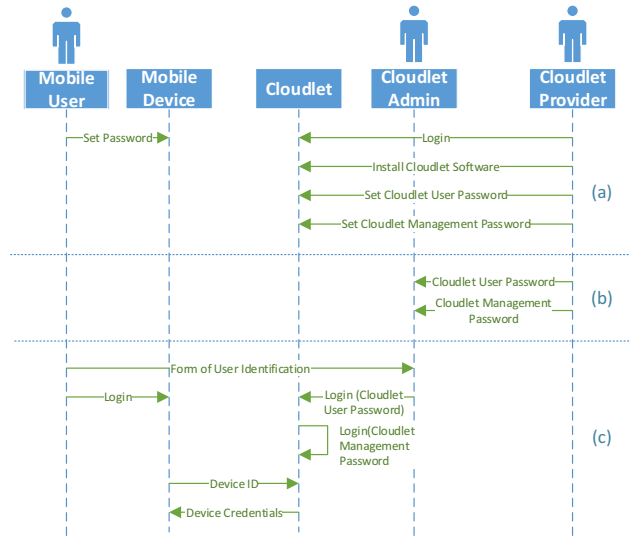 Mobile User
Mobile Device
Cloudlet
Cloudlet Admin
Cloudlet Provider
Set Password
Login
Install Cloudlet Software
Set Cloudlet User Password
(a)
Set Cloudlet Management Password
Cloudlet User Password
(b)
Cloudlet Management
Password
Form of User Identification
Login
Login (Cloudlet
User Password)
Login(Cloudlet
Management
Password
(c)
Device ID
Device Credentials